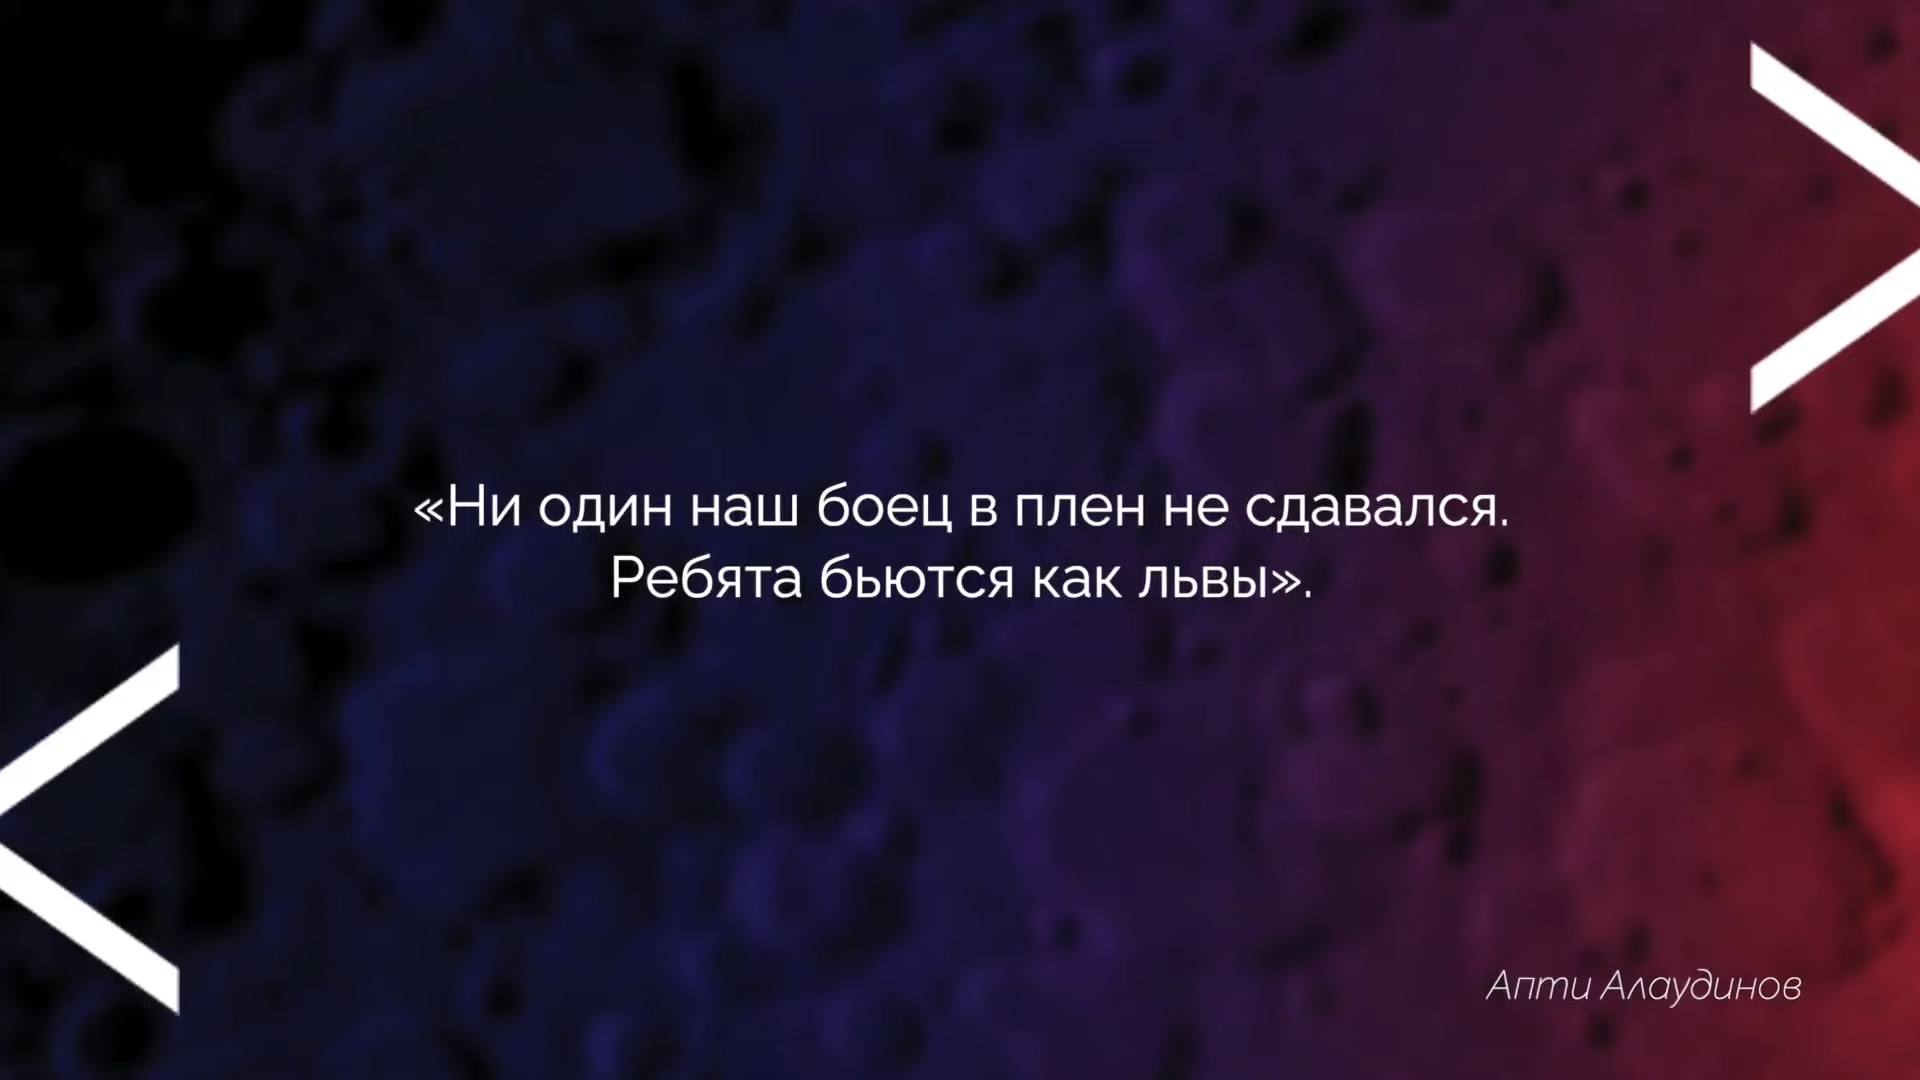 «Ни один наш боец в плен не сдавался.
Ребята бьются как львы».
Апти Алаудинов